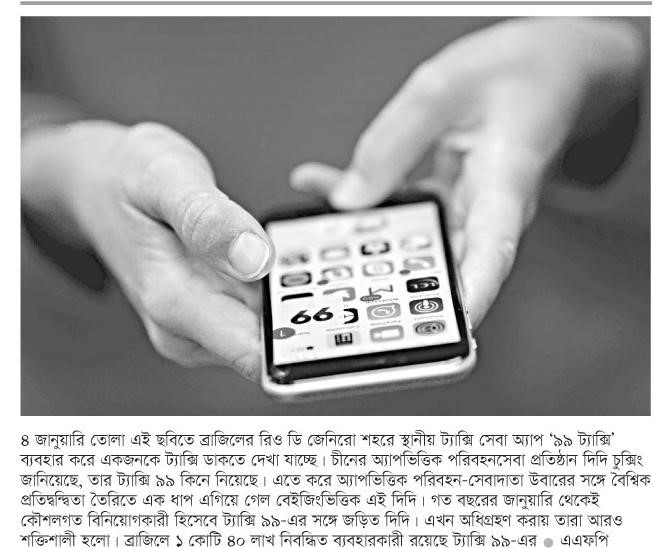 ৪ জানুয়ারি তোলা এই ছবিতে ব্রাজিলের রিও ডি জেনিরো শহরে স্থানীয় ট্যাক্সি সেবা অ্যাপ ‘৯৯ ট্যাক্সি’
ব্যবহার করে একজনকে ট্যাক্সি ডাকতে দেখা যাচ্ছে। চীনের অ্যাপভিত্তিক পরিবহনসেবা প্রতিষ্ঠান দিদি চুক্সিং
জানিয়েছে, তার ট্যাক্সি ৯৯ কিনে নিয়েছে। এতে করে অ্যাপভিত্তিক পরিবহন-সেবাদাতা উবারের সঙ্গে বৈশ্বিক
প্রতিদ্বন্দ্বিতা তৈরিতে এক ধাপ এগিয়ে গেল বেইজিংভিত্তিক এই দিদি। গত বছরের জানুয়ারি থেকেই
কৌশলগত বিনিয়োগকারী হিসেবে ট্যাক্সি ৯৯-এর সঙ্গে জড়িত দিদি। এখন অধিগ্রহণ করায় তারা আরও
শক্তিশালী হলো। ব্রাজিলে ১ কোটি ৪০ লাখ নিবন্ধিত ব্যবহারকারী রয়েছে ট্যাক্সি ৯৯-এর ● এএফপি